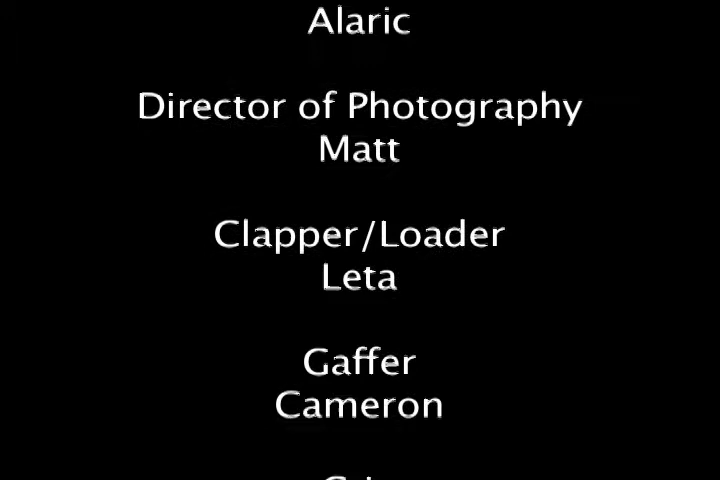 Alaric
Director of Photography
Matt
Clapper/Loader
Leta
Gaffer
Cameron